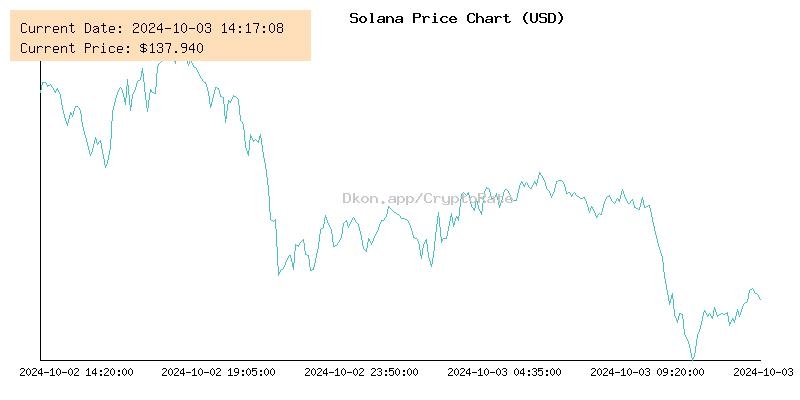 Solana Price Chart (USD)
Current Date: 2024-10-03 14:17:08
Current Price: $137.940
Dkon.app/CryptoRate
2024-10-02 14:20:00 2024-10-02 19:05:00 2024-10-02 23:50:00 2024-10-03 04:35:00 2024-10-03 09:20:00 2024-10-03